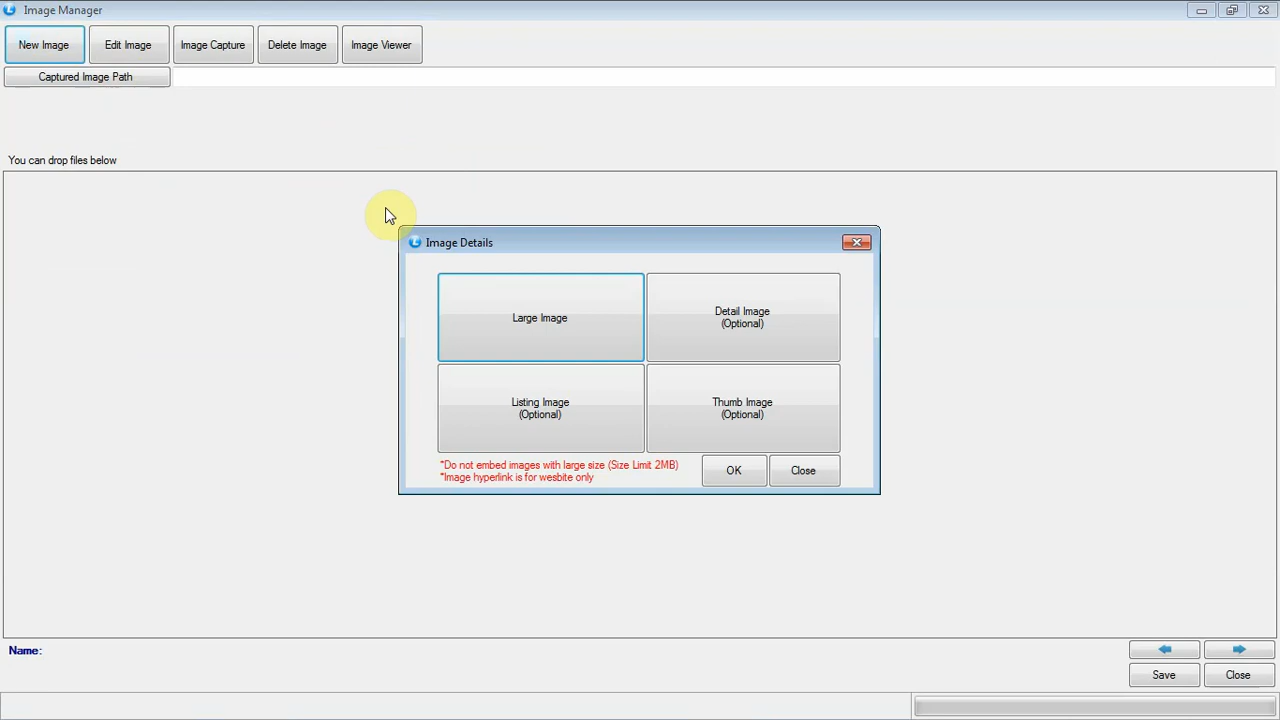 Image Manager
New Image
Edit Image
Image Capture
Delete Image
Image Viewer
Captured Image Path
You can drop files below
Image Details
Large Image
Detail Image
(Optional)
Listing Image
(Optional)
Thumb Image
(Optional)
*Do not embed images with large size (Size Limit 2MB)
*Image hyperlink is for wesbite only
OK
Close
Name:
Save
Close